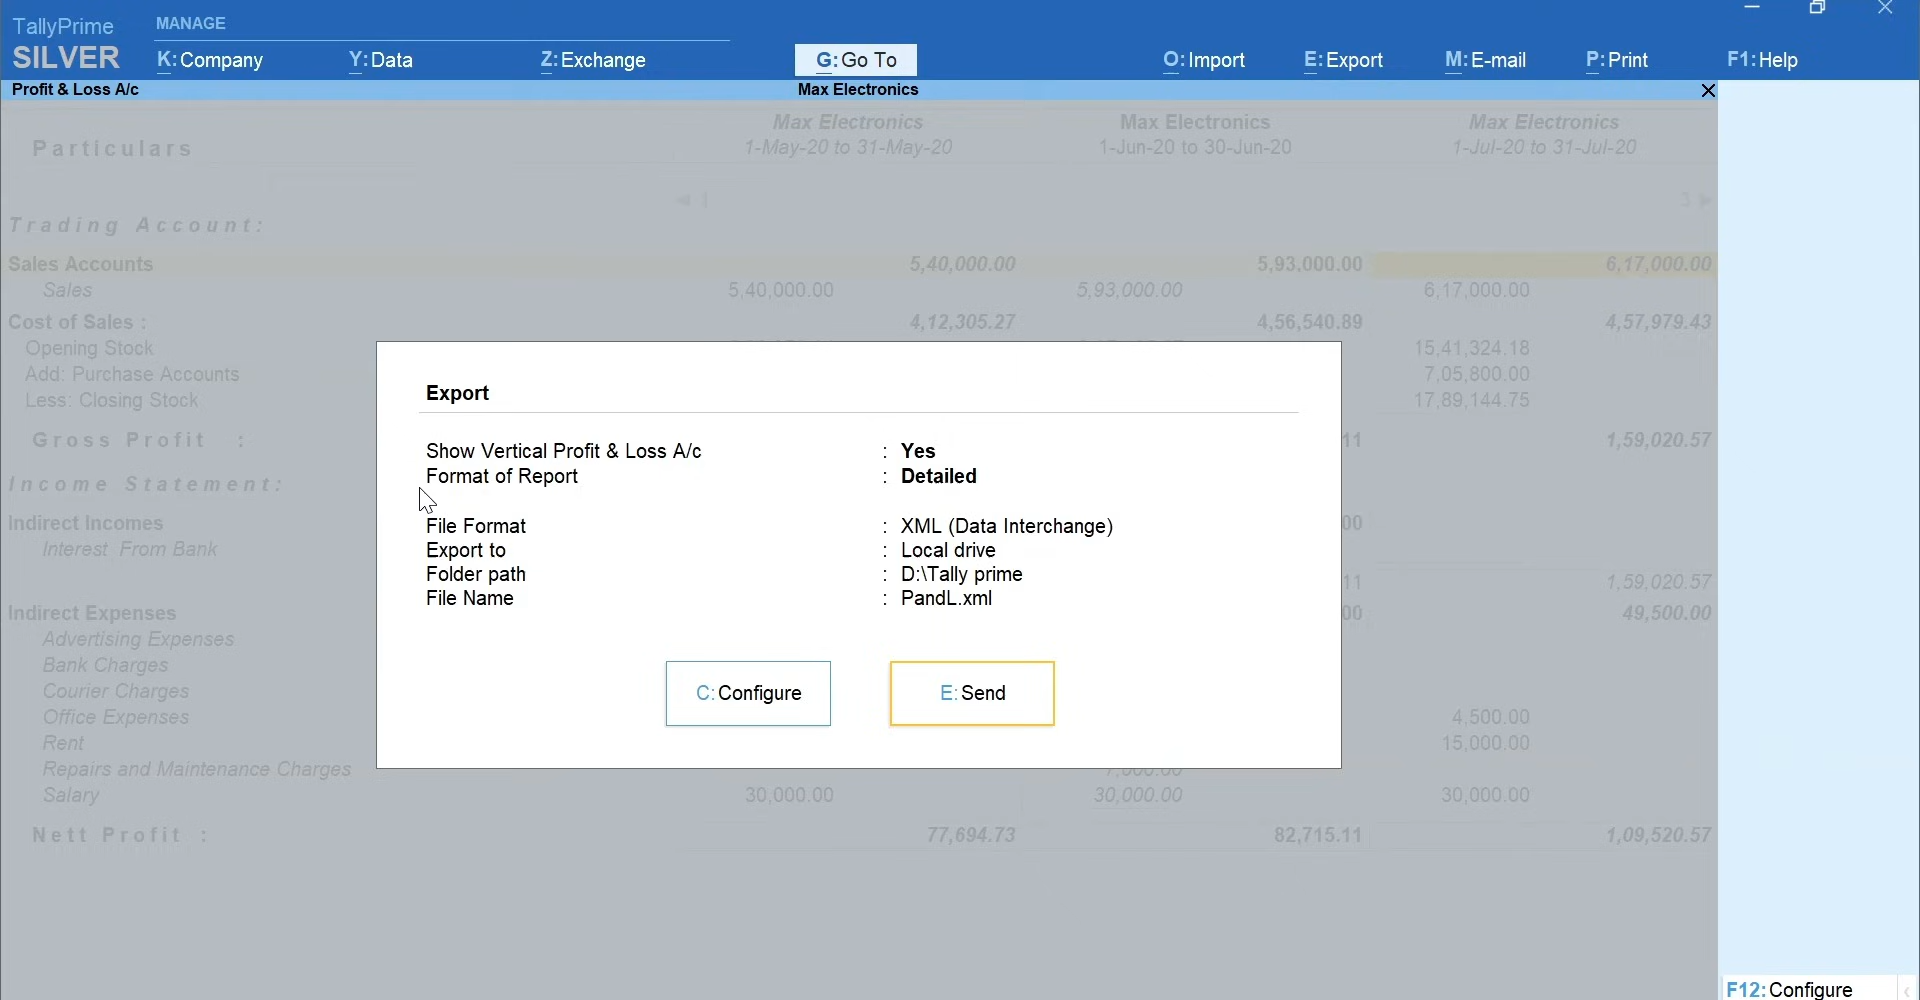 TallyPrime MANAGE
SILVER K:Company Y:Data Z:Exchange G:Go To O:Import E:Export M:E-mail P:Print F1:Help
Profit & Loss A/c Max Electronics
Particulars Max Electronics Max Electronics Max Electronics
1-May-20 to 31-May-20 1-Jun-20 to 30-Jun-20 1-Jul-20 to 31-Jul-20
1 3
Trading Account:
Sales Accounts 5,40,000.00 5,93,000.00 6,17,000.00
Sales 5,40,000.00 5,93,000.00 6,17,000.00
Cost of Sales : 4,12,305.27 4,56,540.89 4,57,979.43
Opening Stock 15,41,324.18
Add: Purchase Accounts 7,05,800.00
Less: Closing Stock 17,89,144.75
Gross Profit : 11 1,59,020.57
Income Statement:
Indirect Incomes 00
Interest From Bank
11 1,59,020.57
Indirect Expenses 00 49,500.00
Advertising Expenses
Bank Charges
Courier Charges
Office Expenses 4,500.00
Rent 15,000.00
Repairs and Maintenance Charges
Salary 30,000.00 30,000.00 30,000.00
Nett Profit : 77,694.73 82,715.11 1,09,520.57
Export
Show Vertical Profit & Loss A/c : Yes
Format of Report : Detailed
File Format : XML (Data Interchange)
Export to : Local drive
Folder path : D:\Tally prime
File Name : PandL.xml
C:Configure E:Send
F12:Configure